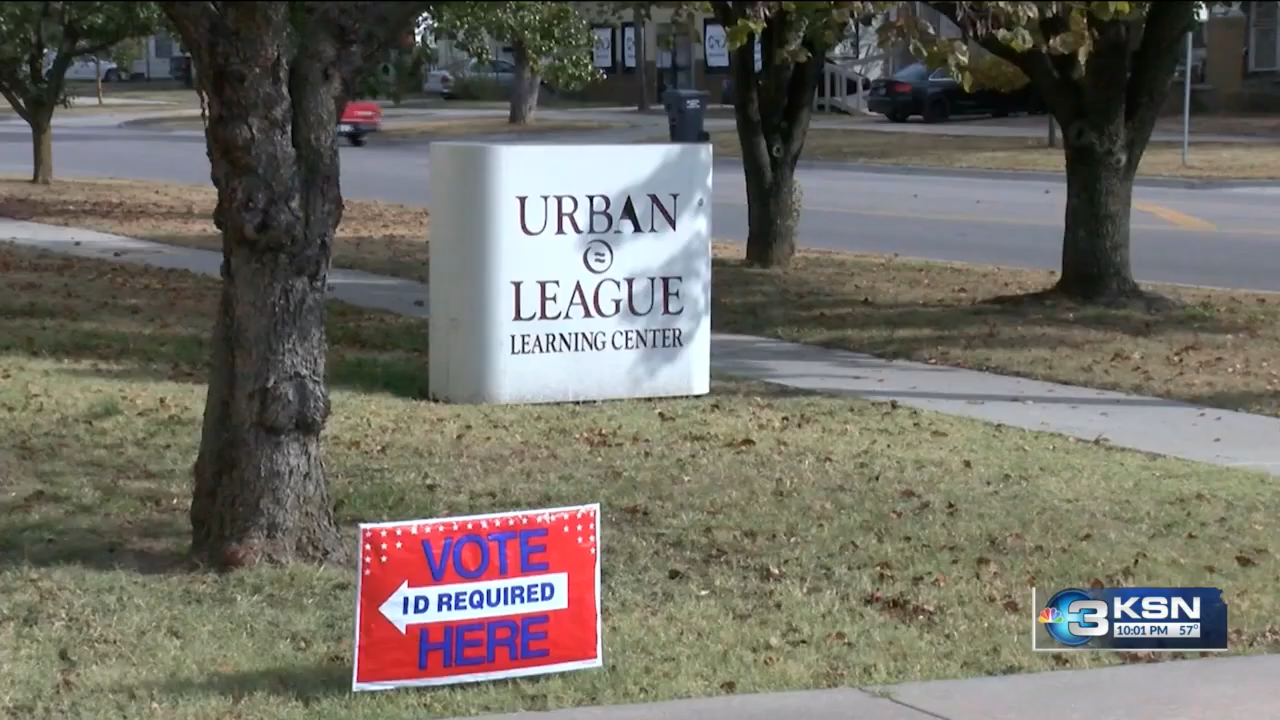 URBAN
LEAGUE
LEARNING CENTER
VOTE
ID REQUIRED
HERE
3 KSN
10:01 PM 57°